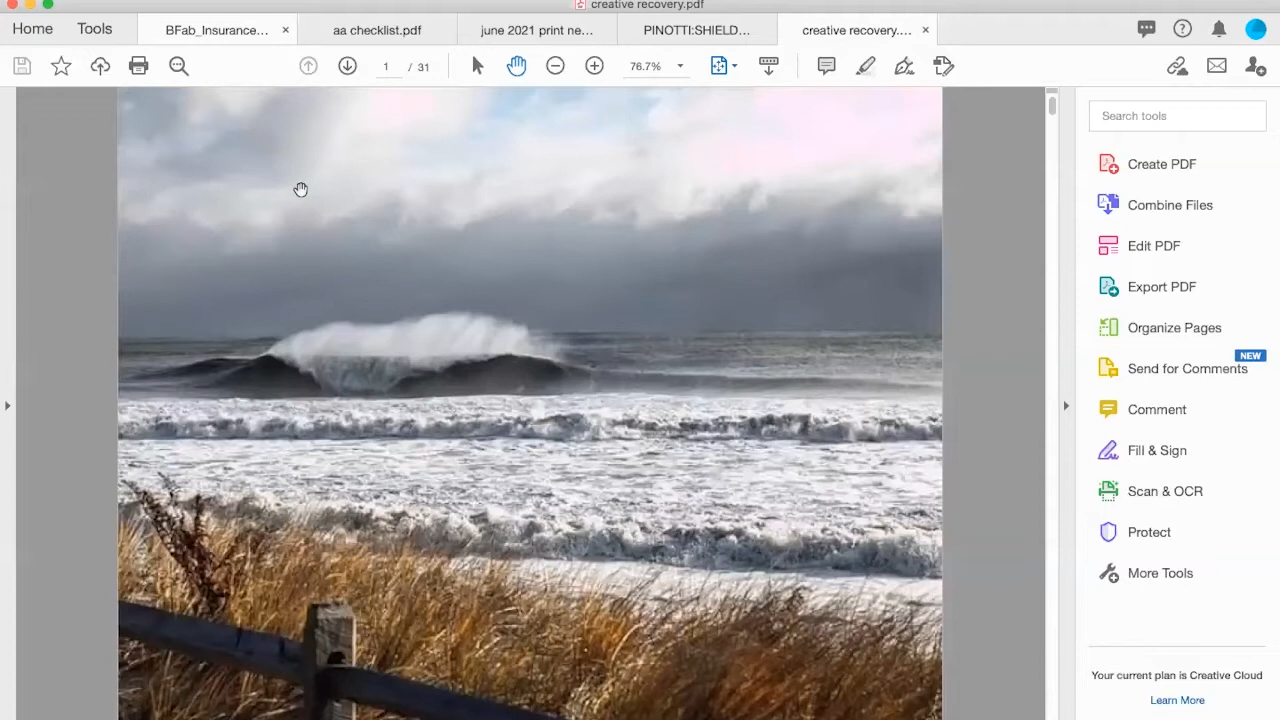 creative recovery.pdf
Home
Tools
BFab_Insurance...
aa checklist.pdf
june 2021 print ne...
PINOTTI:SHIELD...
creative recovery....
1 / 31
76.7%
Search tools
Create PDF
Combine Files
Edit PDF
Export PDF
Organize Pages
NEW
Send for Comments
Comment
Fill & Sign
Scan & OCR
Protect
More Tools
Your current plan is Creative Cloud
Learn More